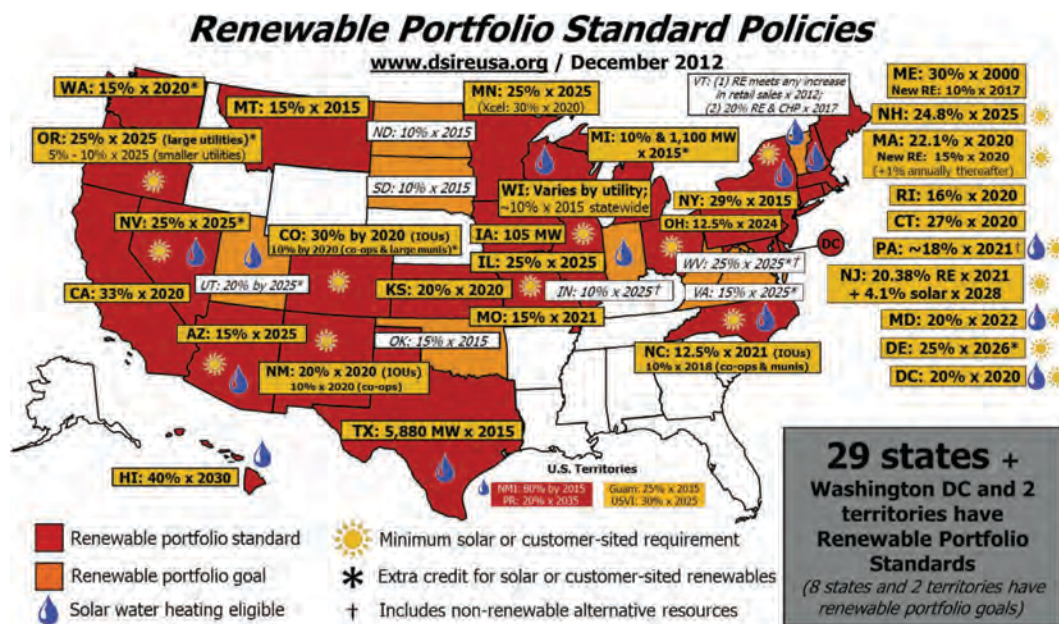 Renewable Portfolio Standard Policies
www.dsireusa.org / December 2012
WA: 15% x 2020*
MT: 15% x 2015
ND: 10% x 2015
MN: 25% x 2025
(Xcel: 30% x 2020)
VT: (1) RE meets any increase
in retail sales x 2012;
(2) 20% RE & CHP x 2017
ME: 30% x 2000
New RE: 10% x 2017
OR: 25% x 2025 (large utilities)*
5% - 10% x 2025 (smaller utilities)
MI: 10% & 1,100 MW
x 2015*
NH: 24.8% x 2025
MA: 22.1% x 2020
New RE: 15% x 2020
(+1% annually thereafter)
SD: 10% x 2015
WI: Varies by utility;
~10% x 2015 statewide
NY: 29% x 2015
RI: 16% x 2020
CT: 27% x 2020
NV: 25% x 2025*
CO: 30% by 2020 (IOUs)
10% by 2020 (co-ops & large munis)*
IA: 105 MW
OH: 12.5% x 2024
DC
PA: ~18% x 2021†
IL: 25% x 2025
WV: 25% x 2025*†
NJ: 20.38% RE x 2021
+ 4.1% solar x 2028
UT: 20% by 2025*
CA: 33% x 2020
KS: 20% x 2020
IN: 10% x 2025†
VA: 15% x 2025*
MO: 15% x 2021
MD: 20% x 2022
AZ: 15% x 2025
OK: 15% x 2015
DE: 25% x 2026*
NM: 20% x 2020 (IOUs)
10% x 2020 (co-ops)
NC: 12.5% x 2021 (IOUs)
10% x 2018 (co-ops & munis)
DC: 20% x 2020
TX: 5,880 MW x 2015
HI: 40% x 2030
U.S. Territories
NMI: 80% by 2015
PR: 20% x 2035
Guam: 25% x 2035
USVI: 30% x 2025
Renewable portfolio standard
Renewable portfolio goal
Solar water heating eligible
Minimum solar or customer-sited requirement
* Extra credit for solar or customer-sited renewables
† Includes non-renewable alternative resources
29 states +
Washington DC and 2
territories have
Renewable Portfolio
Standards
(8 states and 2 territories have
renewable portfolio goals)